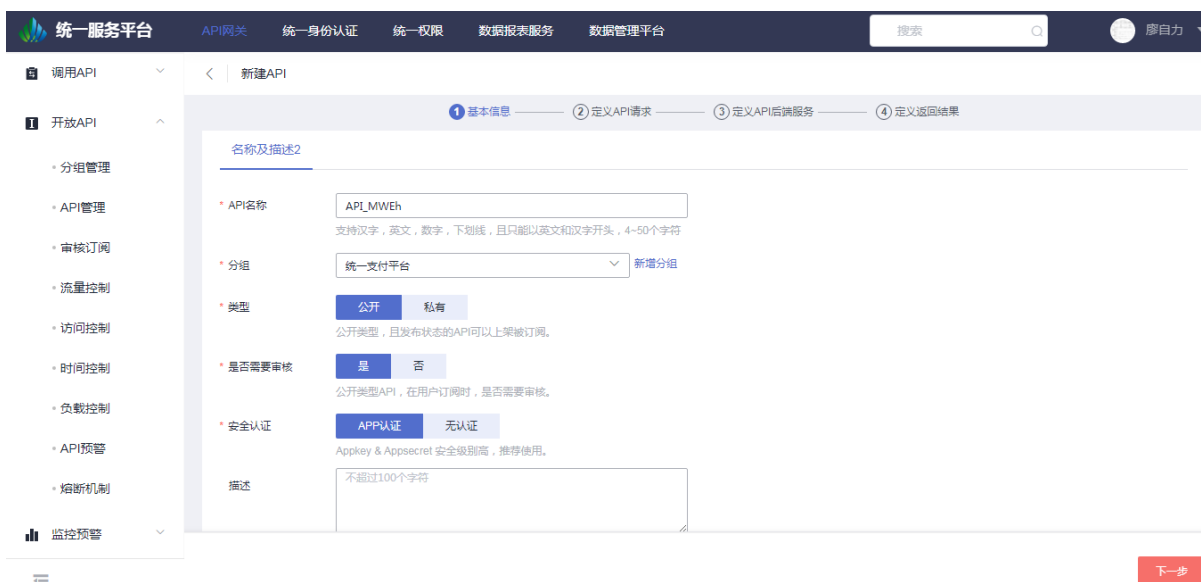 统一服务平台 API网关 统一身份认证 统一权限 数据报表服务 数据管理平台 搜索 廖自力
调用API
开放API
分组管理
API管理
审核订阅
流量控制
访问控制
时间控制
负载控制
API预警
熔断机制
监控预警
新建API
1 基本信息 2 定义API请求 3 定义API后端服务 4 定义返回结果
名称及描述2
* API名称 API_MWEh
支持汉字，英文，数字，下划线，且只能以英文和汉字开头，4~50个字符
* 分组 统一支付平台 新增分组
* 类型 公开 私有
公开类型，且发布状态的API可以上架被订阅。
* 是否需要审核 是 否
公开类型API，在用户订阅时，是否需要审核。
* 安全认证 APP认证 无认证
Appkey & Appsecret 安全级别高，推荐使用。
描述 不超过100个字符
下一步